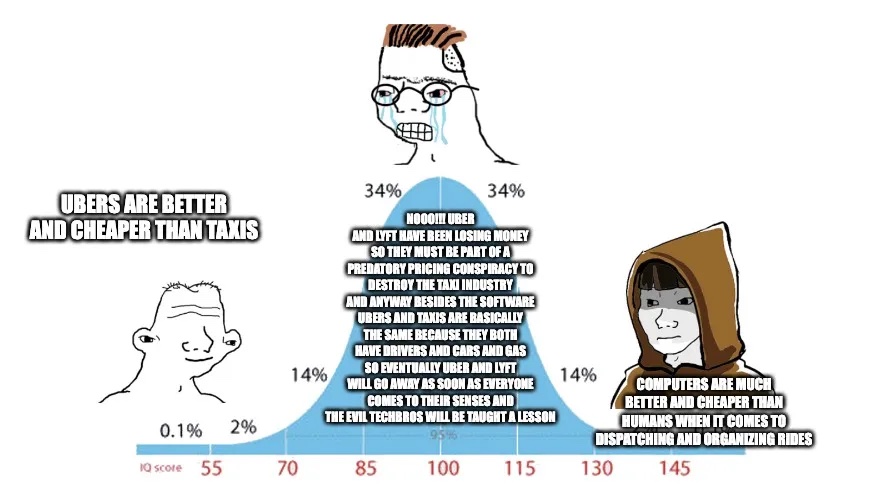 34%
34%
UBERS ARE BETTER
AND CHEAPER THAN TAXIS
NOOO!!! UBER
AND LYFT HAVE BEEN LOSING MONEY
SO THEY MUST BE PART OF A
PREDATORY PRICING CONSPIRACY TO
DESTROY THE TAXI INDUSTRY
AND ANYWAY BESIDES THE SOFTWARE
UBERS AND TAXIS ARE BASICALLY
THE SAME BECAUSE THEY BOTH
HAVE DRIVERS AND CARS AND GAS
SO EVENTUALLY UBER AND LYFT
WILL GO AWAY AS SOON AS EVERYONE
COMES TO THEIR SENSES AND
THE EVIL TECHBROS WILL BE TAUGHT A LESSON
14%
14%
COMPUTERS ARE MUCH
BETTER AND CHEAPER THAN
HUMANS WHEN IT COMES TO
DISPATCHING AND ORGANIZING RIDES
0.1%
2%
95%
IQ score
55
70
85
100
115
130
145